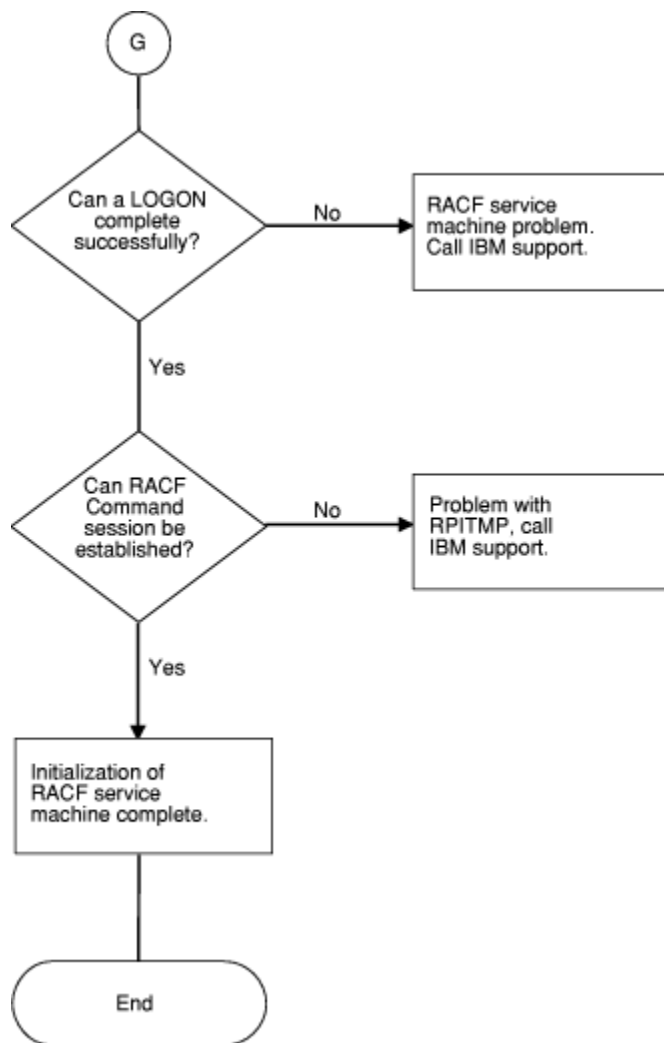 G
Can a LOGON
complete
successfully?
No
RACF service
machine problem.
Call IBM support.
Yes
Can RACF
Command
session be
established?
No
Problem with
RPITMP, call
IBM support.
Yes
Initialization of
RACF service
machine complete.
End